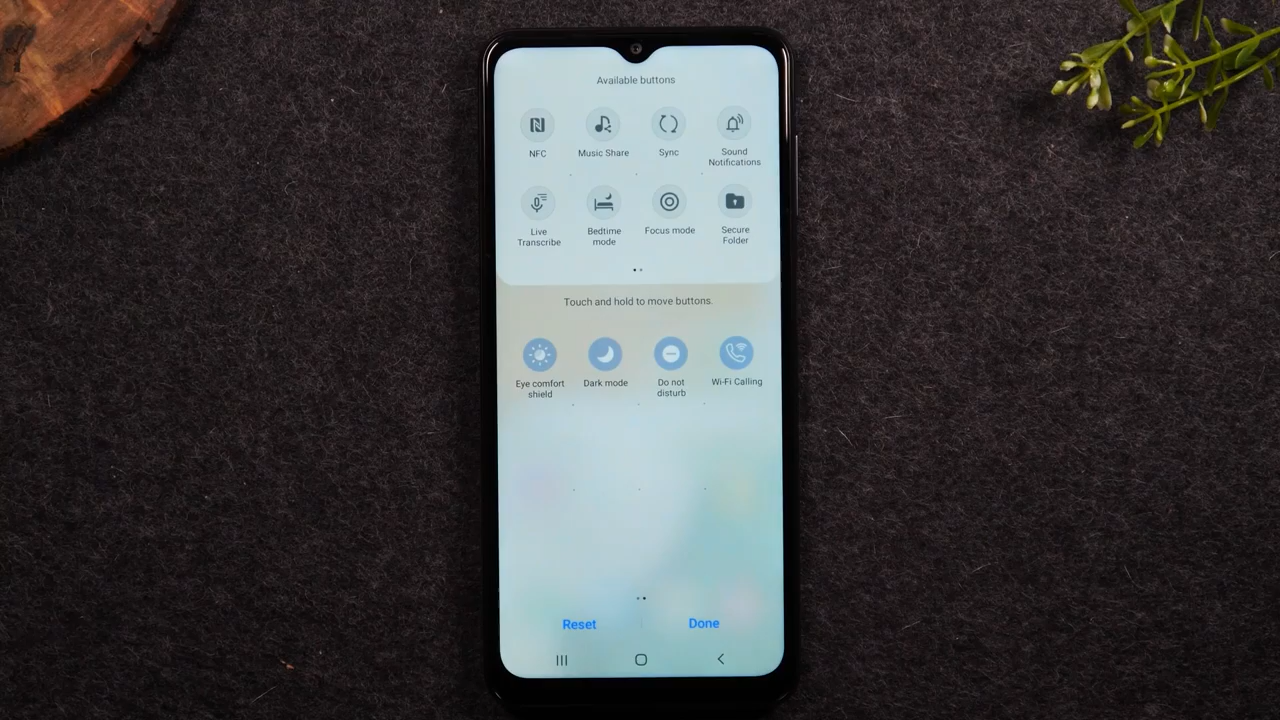 Available buttons
NFC
Music Share
Sync
Sound
Notifications
Live
Transcribe
Bedtime
mode
Focus mode
Secure
Folder
Touch and hold to move buttons.
Eye comfort
shield
Dark mode
Do not
disturb
Wi-Fi Calling
Reset
Done